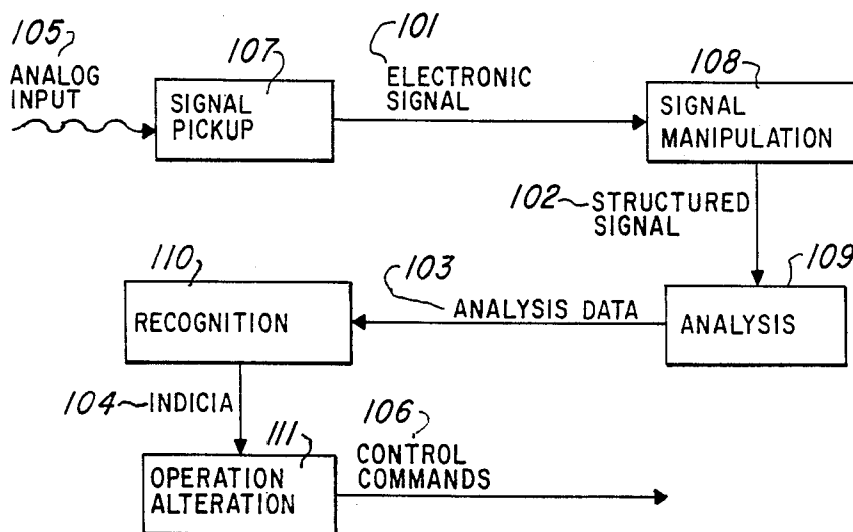 105
ANALOG
INPUT
107
SIGNAL
PICKUP
101
ELECTRONIC
SIGNAL
108
SIGNAL
MANIPULATION
102
STRUCTURED
SIGNAL
109
ANALYSIS
103
ANALYSIS DATA
110
RECOGNITION
104
INDICIA
111
OPERATION
ALTERATION
106
CONTROL
COMMANDS